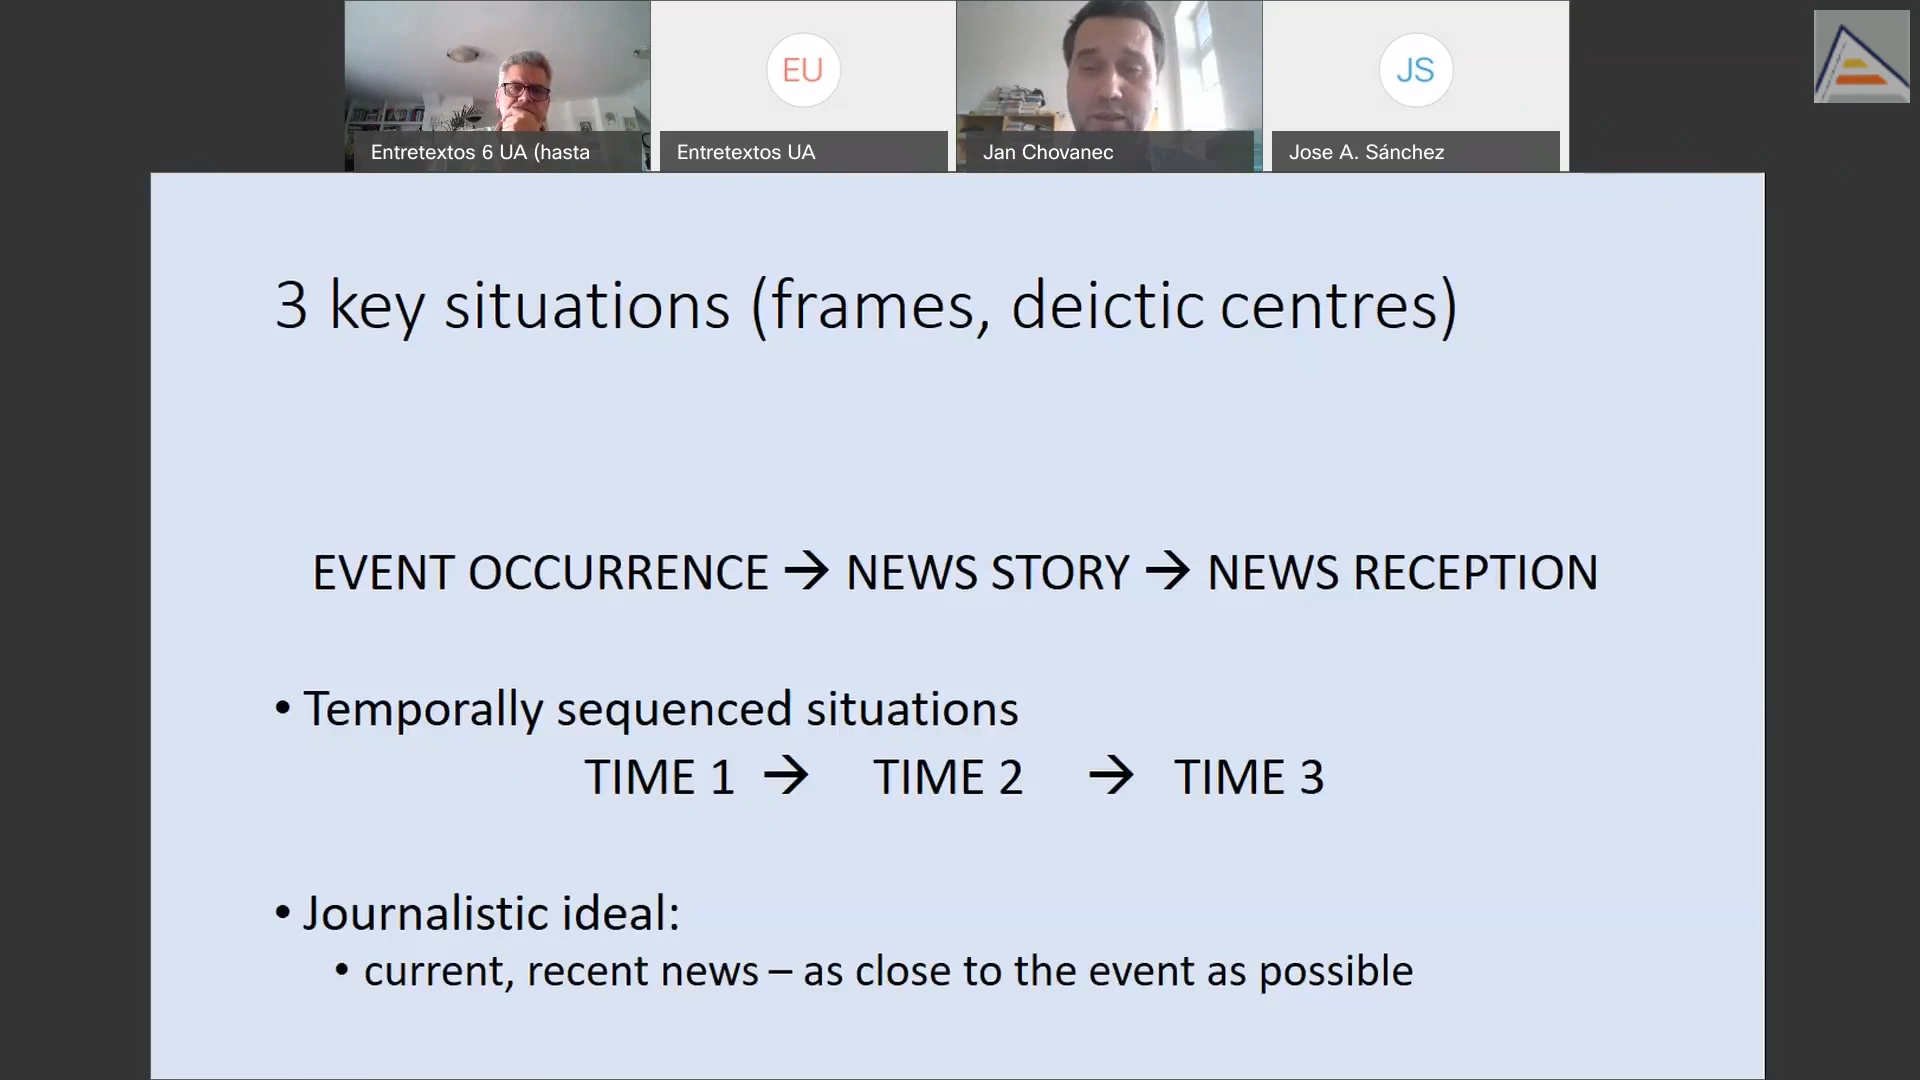 EU
JS
Entretextos 6 UA (hasta
Entretextos UA
Jan Chovanec
Jose A. Sánchez
3 key situations (frames, deictic centres)
EVENT OCCURRENCE → NEWS STORY → NEWS RECEPTION
• Temporally sequenced situations
TIME 1 → TIME 2 → TIME 3
• Journalistic ideal:
• current, recent news – as close to the event as possible